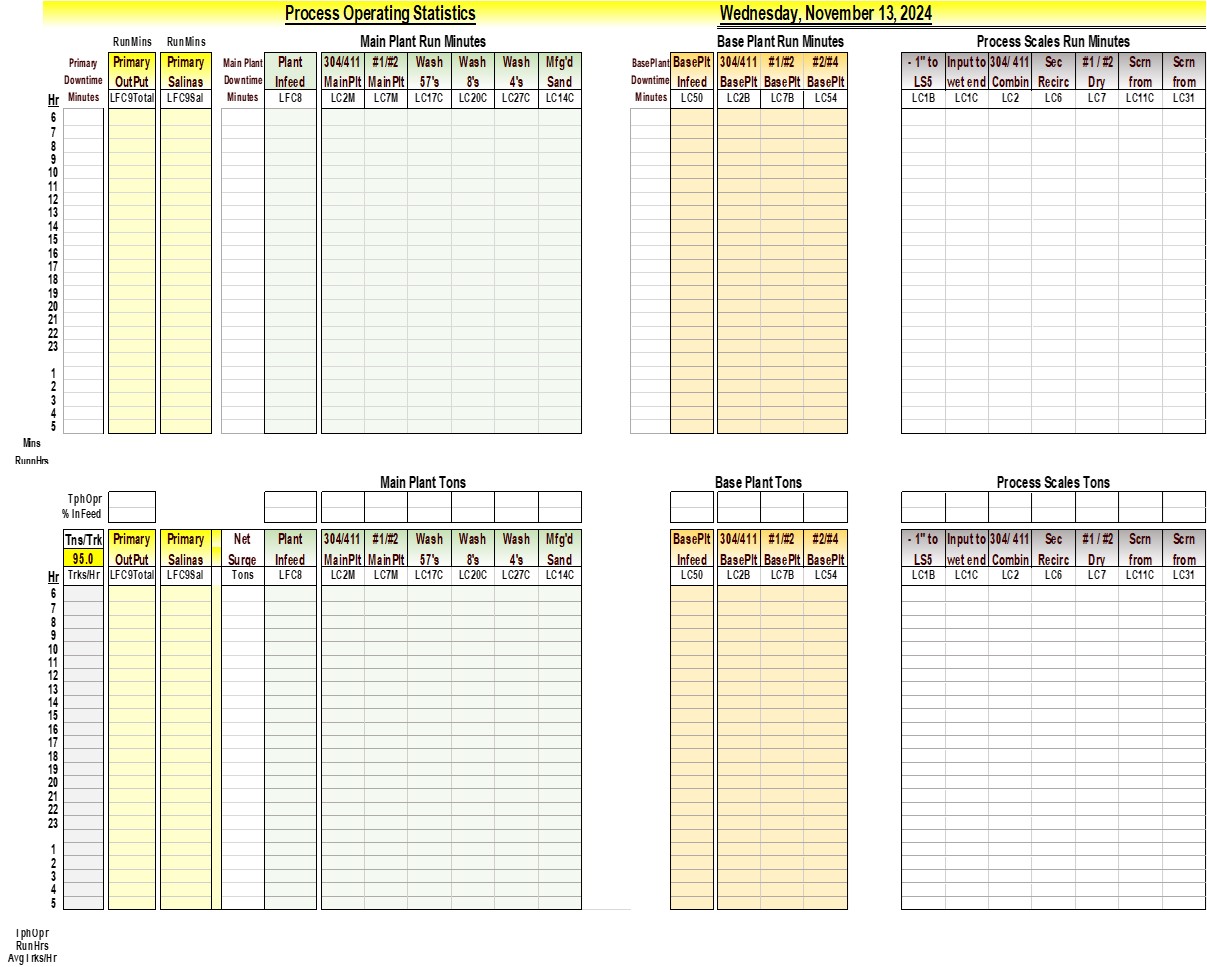 Process Operating Statistics Wednesday, November 13, 2024
RunMins RunMins Main Plant Run Minutes Base Plant Run Minutes Process Scales Run Minutes
Primary Primary Primary Main Plant Plant 304/411 #1/#2 Wash Wash Wash Mfg'd BasePlant BasePlt 304/411 #1/#2 #2/#4 - 1" to Input to 304/ 411 Sec #1 / #2 Scrn Scrn
Downtime OutPut Salinas Downtime Infeed MainPlt MainPlt 57's 8's 4's Sand Downtime Infeed BasePlt BasePlt BasePlt LS5 wet end Combin Recirc Dry from from
Hr Minutes LFC9Total LFC9Sal Minutes LFC8 LC2M LC7M LC17C LC20C LC27C LC14C Minutes LC50 LC2B LC7B LC54 LC1B LC1C LC2 LC6 LC7 LC11C LC31
6
7
8
9
10
11
12
13
14
15
16
17
18
19
20
21
22
23
1
2
3
4
5
Mins
RunnHrs
Main Plant Tons Base Plant Tons Process Scales Tons
TphOpr
% InFeed
Tns/Trk Primary Primary Net Plant 304/411 #1/#2 Wash Wash Wash Mfg'd BasePlt 304/411 #1/#2 #2/#4 - 1" to Input to 304/ 411 Sec #1 / #2 Scrn Scrn
95.0 OutPut Salinas Surge Infeed MainPlt MainPlt 57's 8's 4's Sand Infeed BasePlt BasePlt BasePlt LS5 wet end Combin Recirc Dry from from
Hr Trks/Hr LFC9Total LFC9Sal Tons LFC8 LC2M LC7M LC17C LC20C LC27C LC14C LC50 LC2B LC7B LC54 LC1B LC1C LC2 LC6 LC7 LC11C LC31
6
7
8
9
10
11
12
13
14
15
16
17
18
19
20
21
22
23
1
2
3
4
5
TphOpr
RunHrs
AvgTrks/Hr